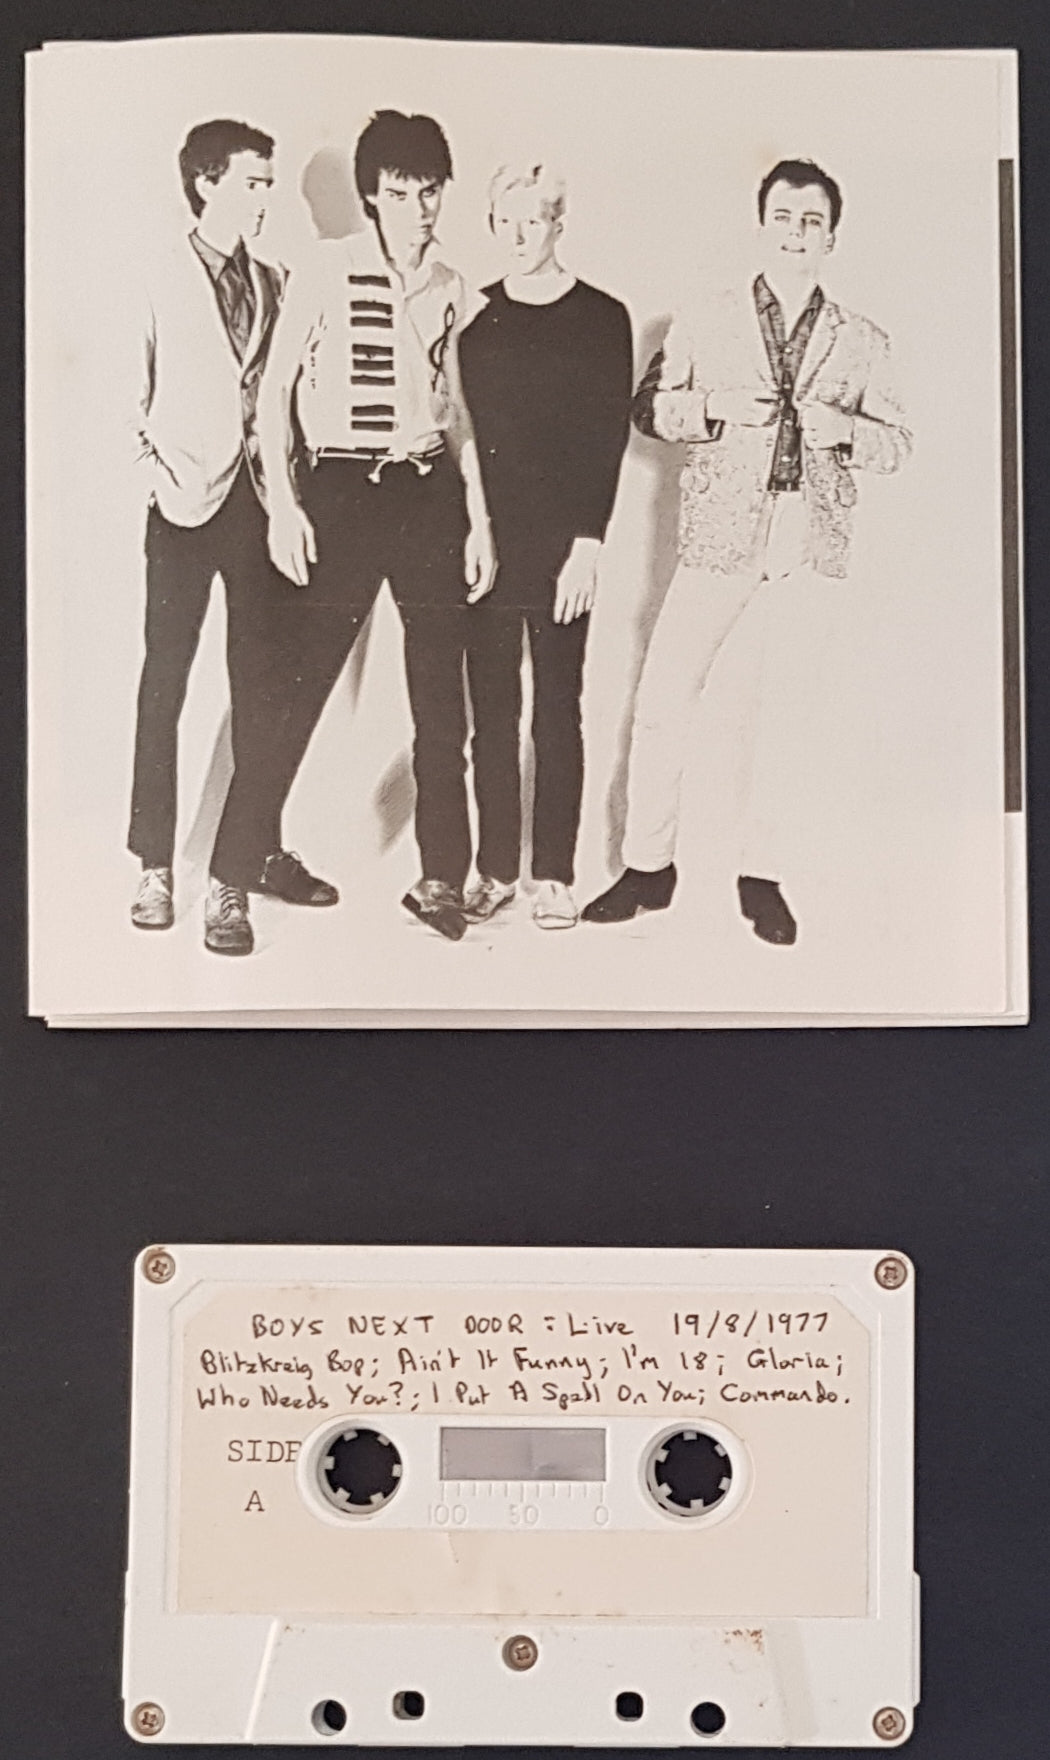 BOYS NEXT DOOR : Live 19/8/1977
Blitzkreig Bop; Ain't It Funny; I'm 18; Gloria;
Who Needs You?; I Put A Spell On You; Commando.
SIDE
A
100 50 0